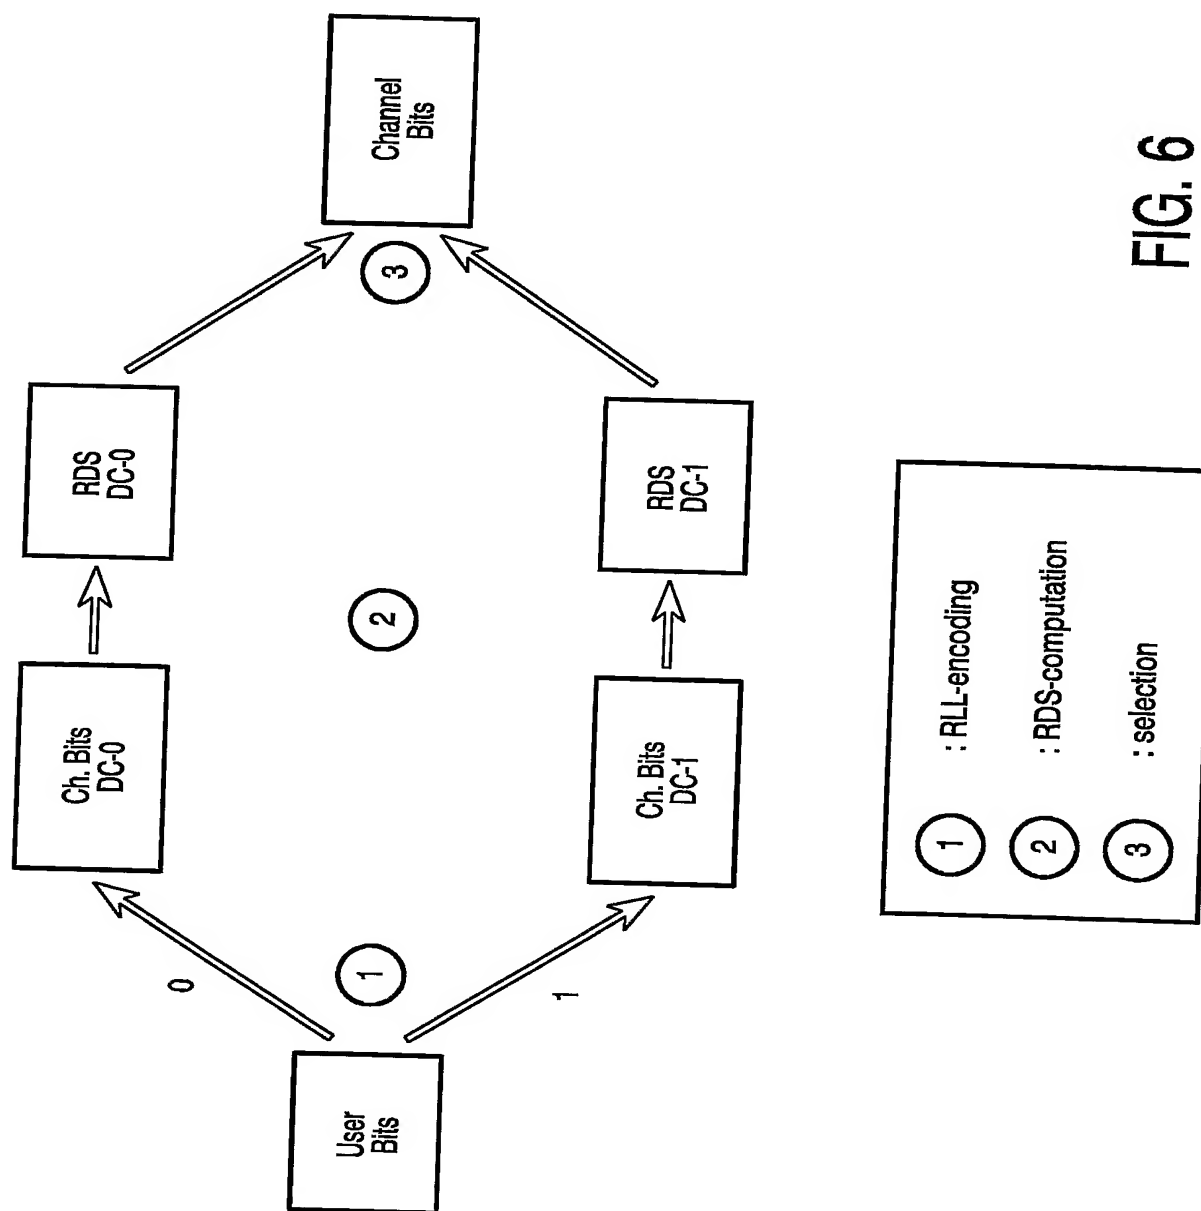 User
Bits
0
1
1
Ch. Bits
DC-0
Ch. Bits
DC-1
2
RDS
DC-0
RDS
DC-1
3
Channel
Bits
1 : RLL-encoding
2 : RDS-computation
3 : selection
FIG. 6